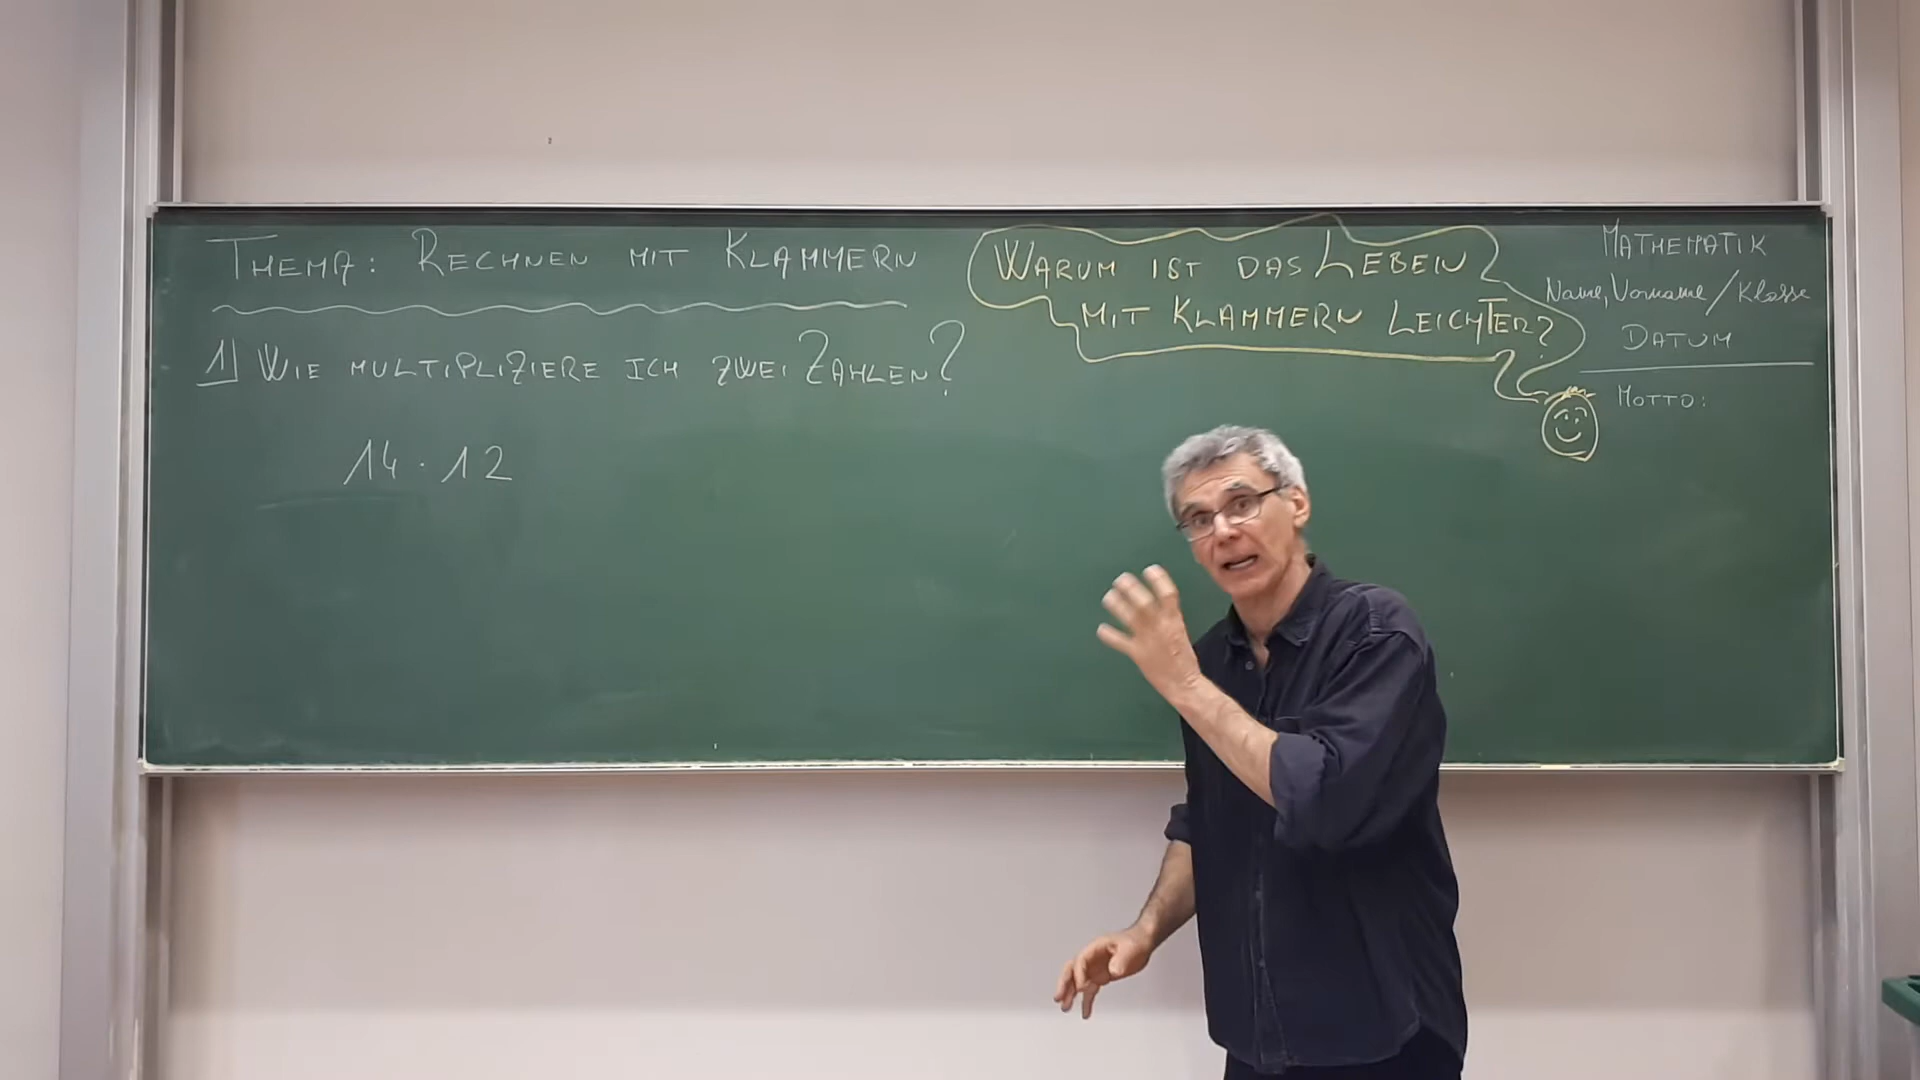 THEMA: RECHNEN MIT KLAMMERN
1) WIE MULTIPLIZIERE ICH ZWEI ZAHLEN?
14 · 12
WARUM IST DAS LEBEN
MIT KLAMMERN LEICHTER?
MATHEMATIK
Name, Vorname / Klasse
DATUM
MOTTO: